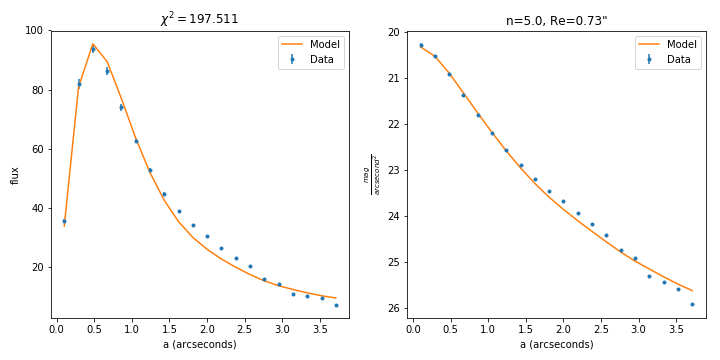 χ² = 197.511
100
80
60
40
20
flux
0.0 0.5 1.0 1.5 2.0 2.5 3.0 3.5
a (arcseconds)
Model
Data
n=5.0, Re=0.73"
20
21
22
23
24
25
26
mag
arcsecond²
0.0 0.5 1.0 1.5 2.0 2.5 3.0 3.5
a (arcseconds)
Model
Data